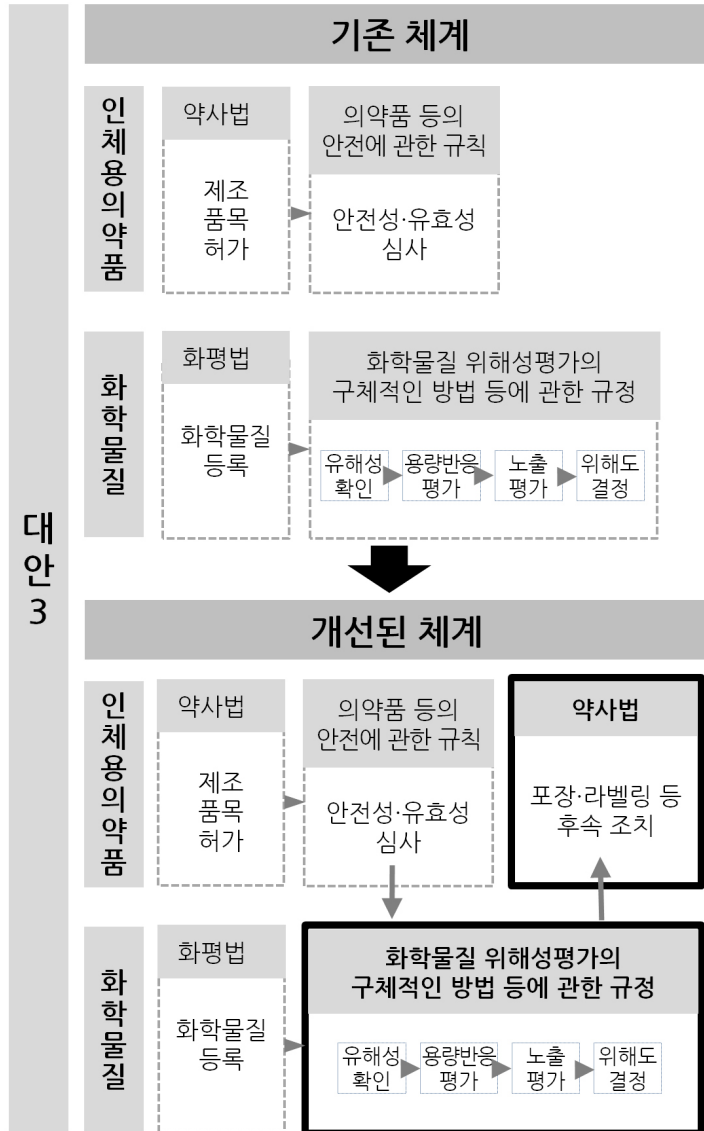 대
안
3
기존 체계
인
체
용
의
약
품
약사법
제조
품목
허가
의약품 등의
안전에 관한 규칙
안전성·유효성
심사
화
학
물
질
화평법
화학물질
등록
화학물질 위해성평가의
구체적인 방법 등에 관한 규정
유해성
확인
용량반응
평가
노출
평가
위해도
결정
개선된 체계
인
체
용
의
약
품
약사법
제조
품목
허가
의약품 등의
안전에 관한 규칙
안전성·유효성
심사
약사법
포장·라벨링 등
후속 조치
화
학
물
질
화평법
화학물질
등록
화학물질 위해성평가의
구체적인 방법 등에 관한 규정
유해성
확인
용량반응
평가
노출
평가
위해도
결정